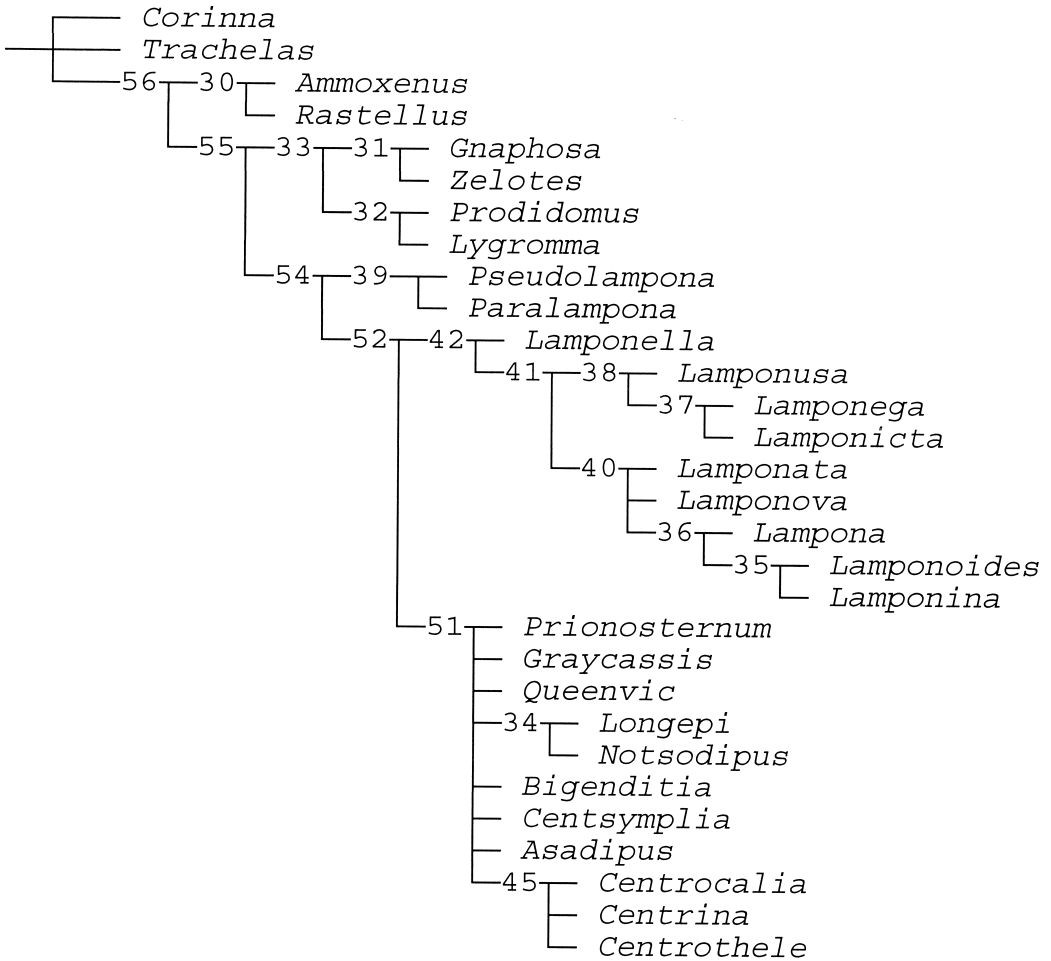 Corinna
Trachelas
56 30 Ammoxenus
Rastellus
55 33 31 Gnaphosa
Zelotes
32 Prodidomus
Lygromma
54 39 Pseudolampona
Paralampona
52 42 Lamponella
41 38 Lamponusa
37 Lamponega
Lamponicta
40 Lamponata
Lamponova
36 Lampona
35 Lamponoides
Lamponina
51 Prionosternum
Graycassis
Queenvic
34 Longepi
Notsodipus
Bigenditia
Centsymplia
Asadipus
45 Centrocalia
Centrina
Centrothele